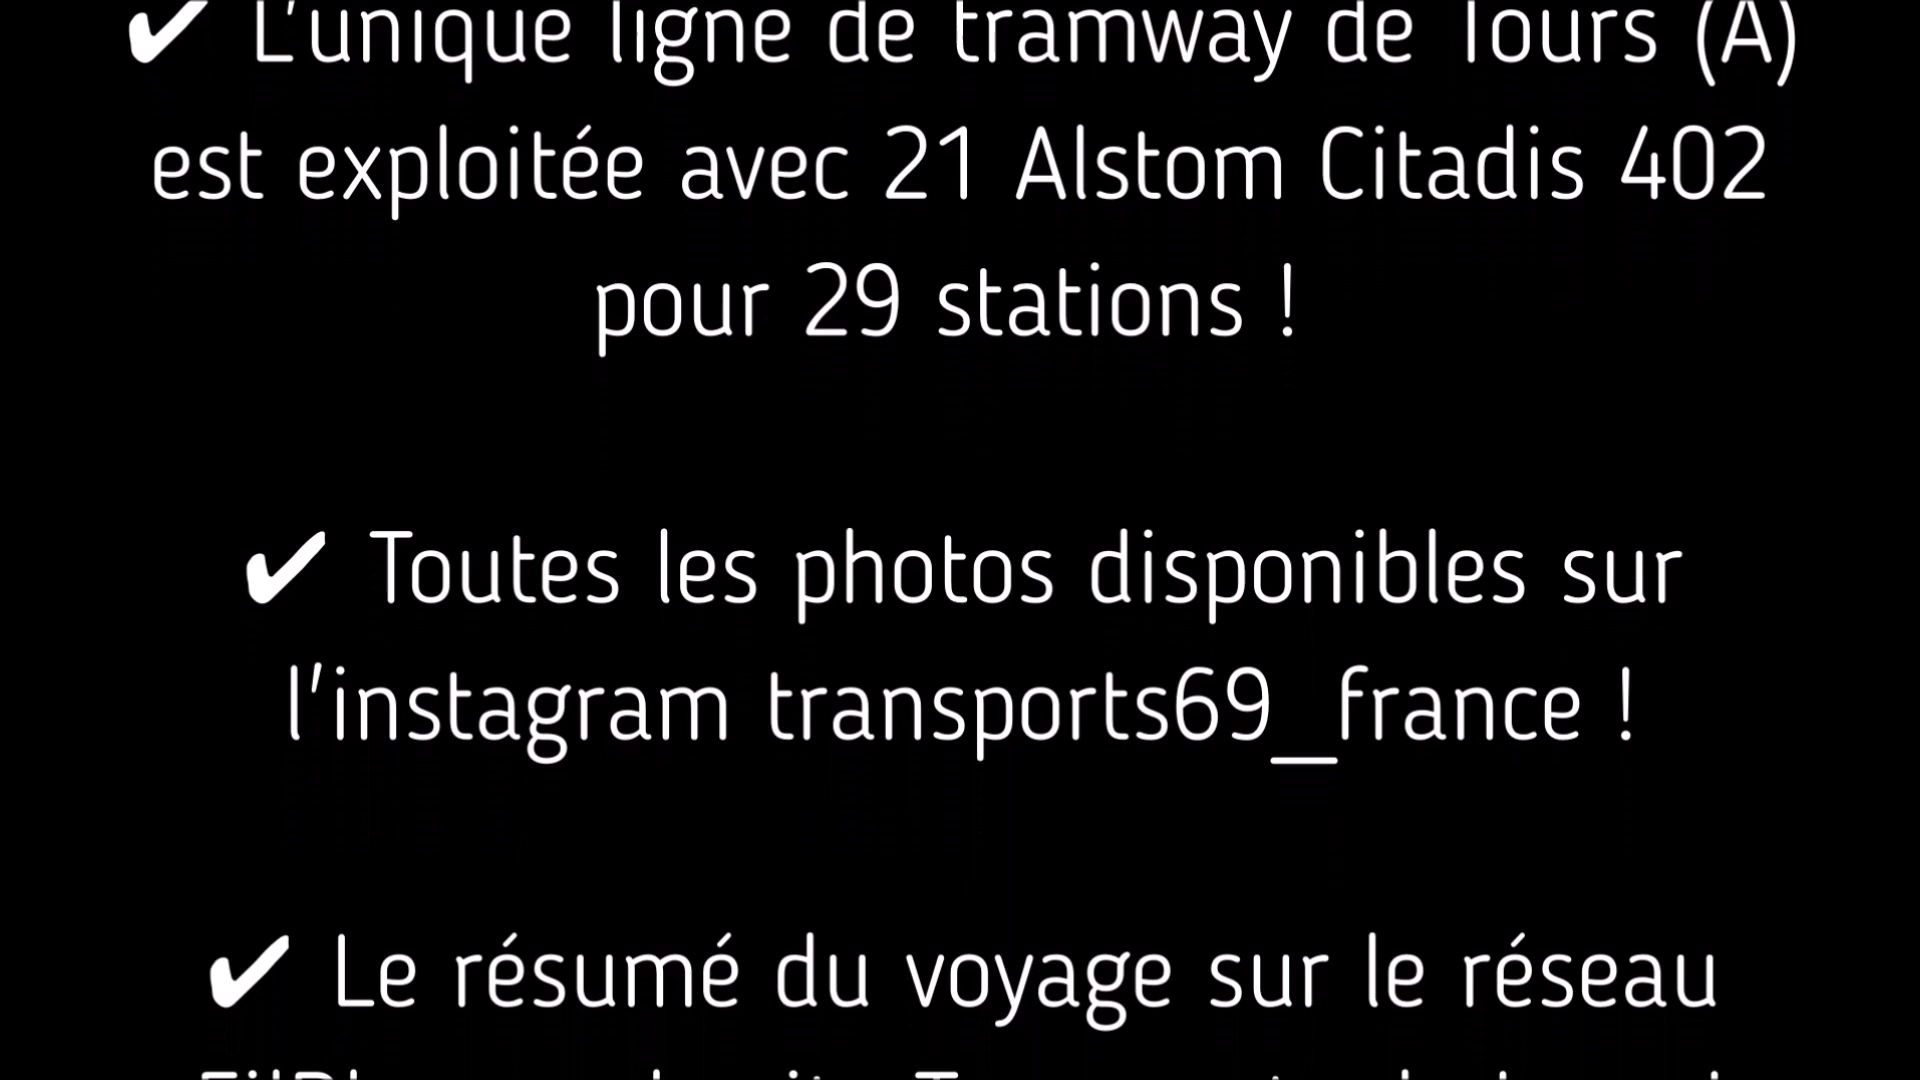 ✔ L'unique ligne de tramway de Tours (A)
est exploitée avec 21 Alstom Citadis 402
pour 29 stations !
✔ Toutes les photos disponibles sur
l'instagram transports69_france !
✔ Le résumé du voyage sur le réseau